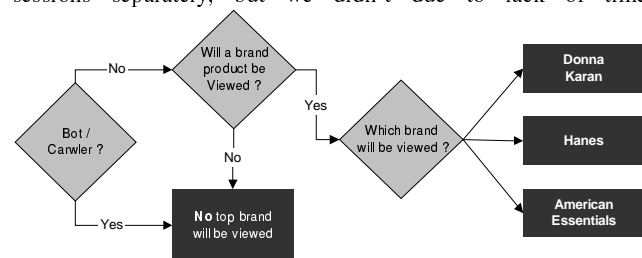 sessions separately, but we didn't due to lack of time
Will a brand
product be
Viewed ?
No
Donna
Karan
Yes
Bot /
Carwler ?
Which brand
will be viewed ?
Hanes
No
Yes
No top brand
will be viewed
American
Essentials